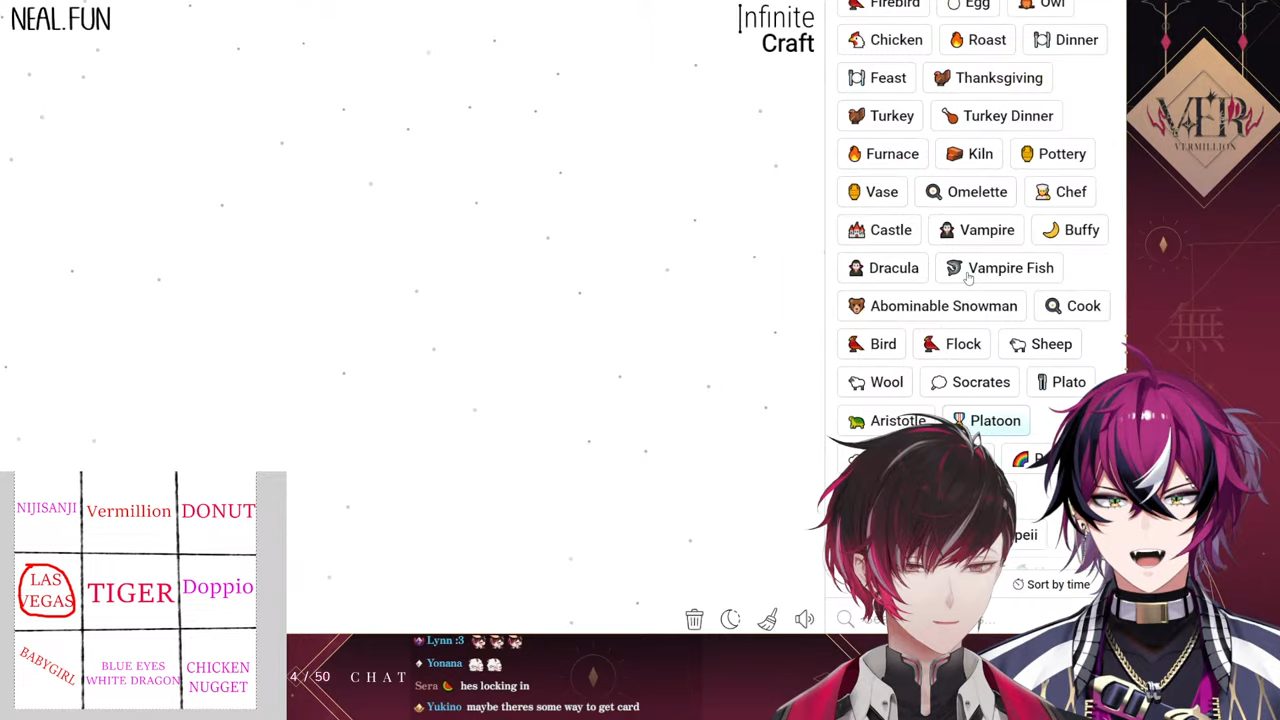 NEAL.FUN
Infinite
Craft
Firebird Egg Owl
Chicken Roast Dinner
Feast Thanksgiving
Turkey Turkey Dinner
Furnace Kiln Pottery
Vase Omelette Chef
Castle Vampire Buffy
Dracula Vampire Fish
Abominable Snowman Cook
Bird Flock Sheep
Wool Socrates Plato
Aristotle Platoon
Sort by time
VER
VERMILLION
無
NIJISANJI Vermillion DONUT
LAS
VEGAS
TIGER Doppio
BABYGIRL
BLUE EYES
WHITE DRAGON
CHICKEN
NUGGET
4 / 50 CHAT
Lynn :3
Yonana
Sera hes locking in
Yukino maybe theres some way to get card